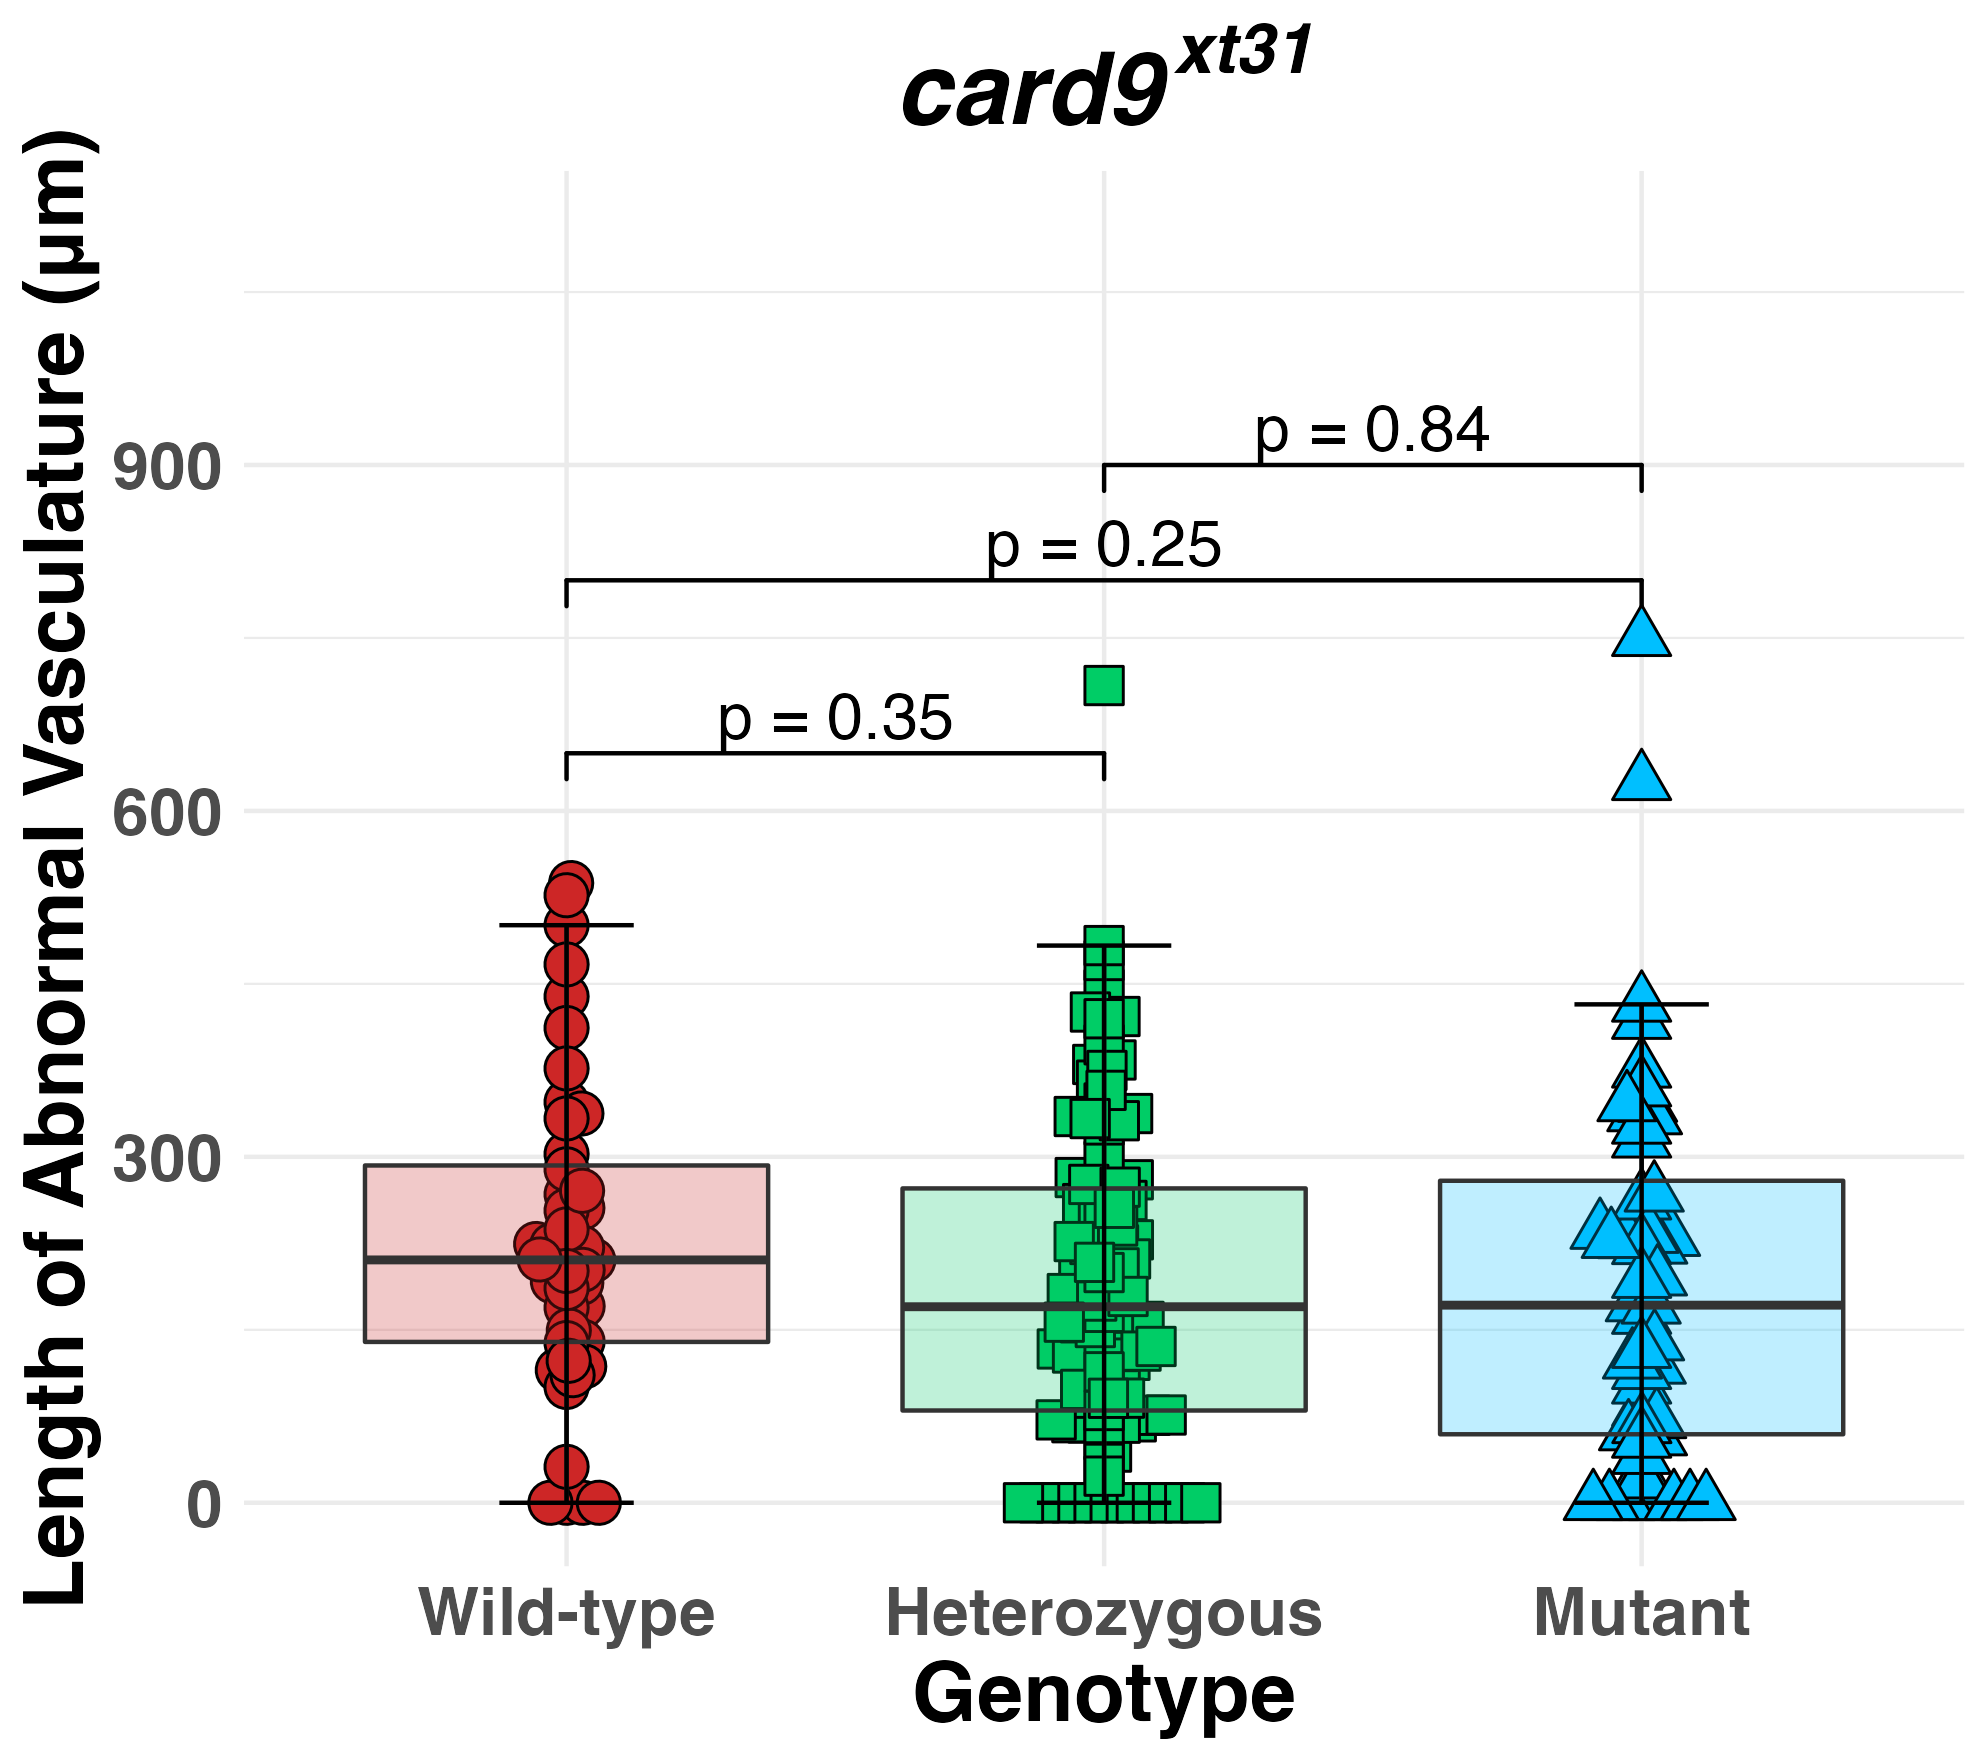 card9xt31
Length of Abnormal Vasculature (μm)
900
600
300
0
p = 0.84
p = 0.25
p = 0.35
Wild-type
Heterozygous
Mutant
Genotype